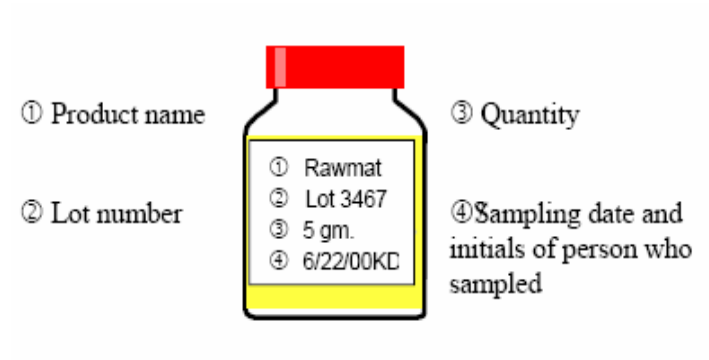 ① Product name
② Lot number
① Rawmat
② Lot 3467
③ 5 gm.
④ 6/22/00KD
③ Quantity
④Sampling date and
initials of person who
sampled